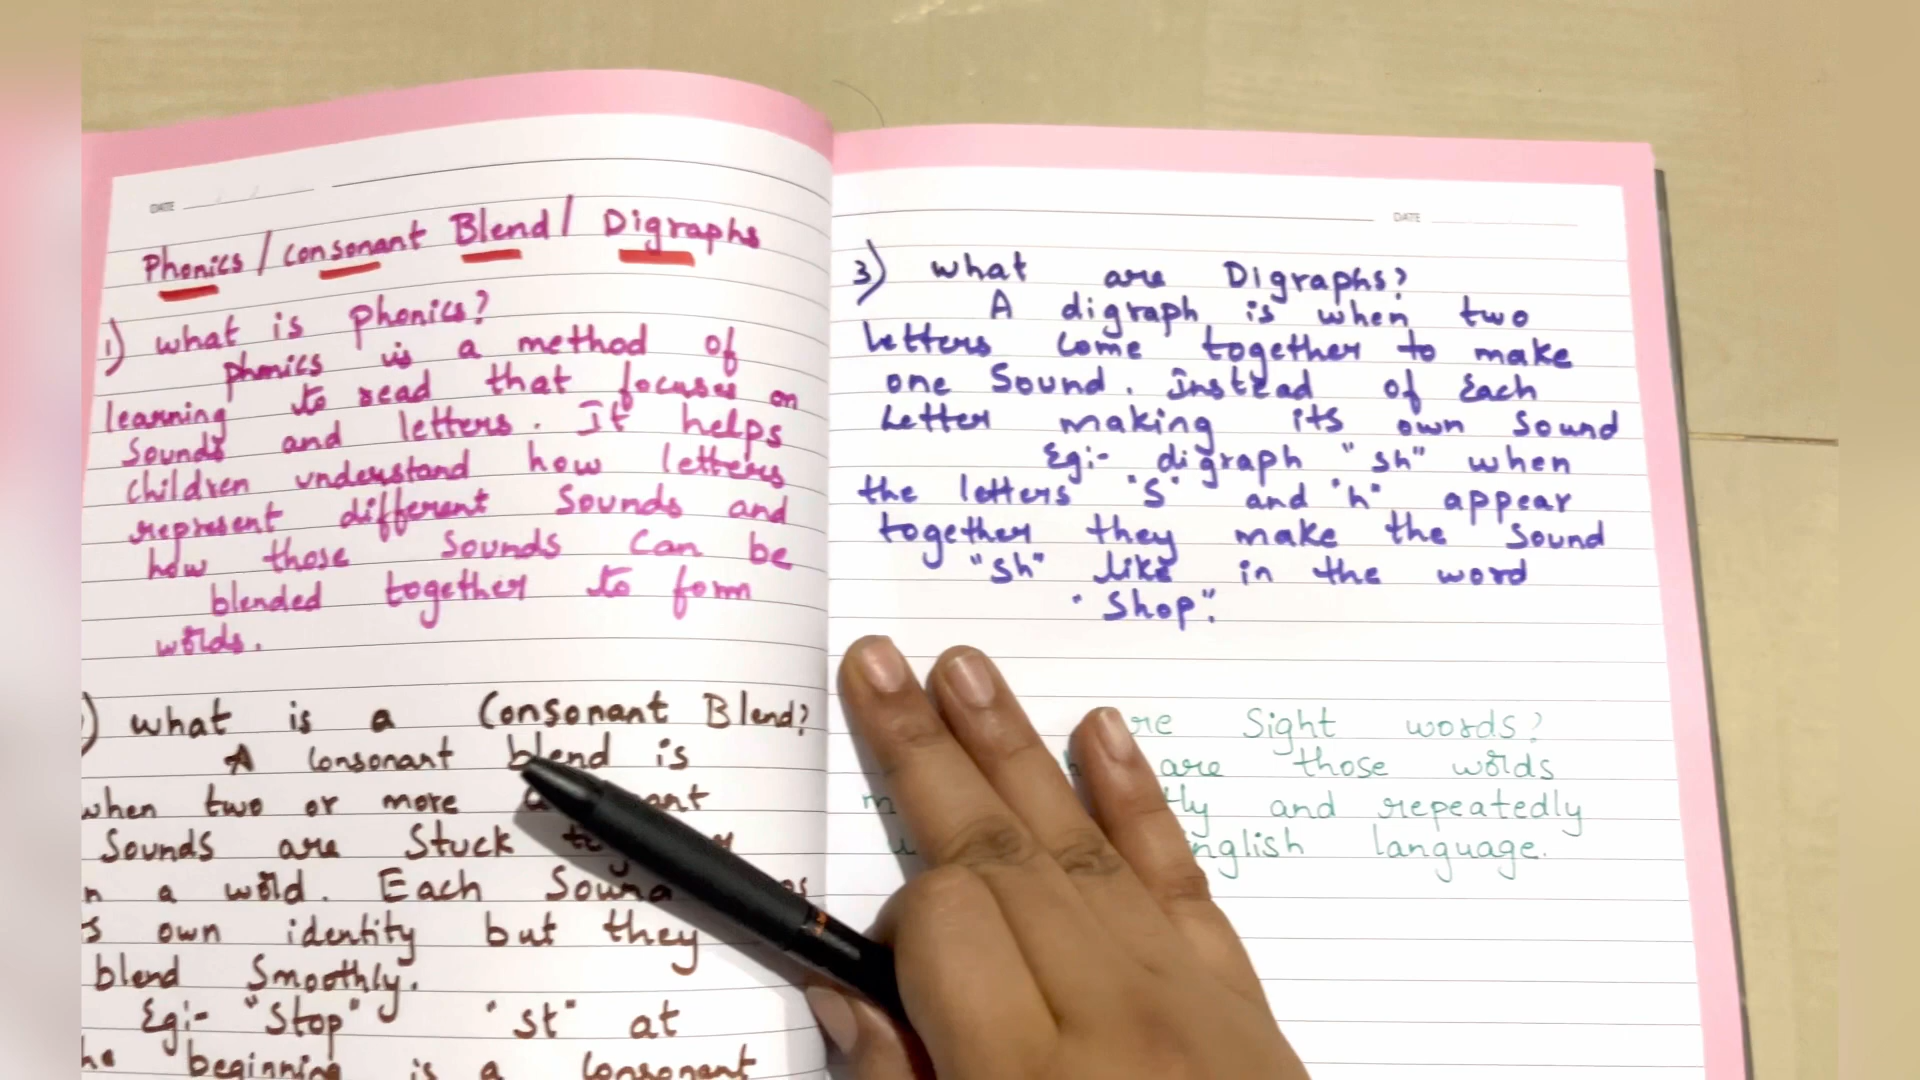 DATE
Phonics / Consonant Blend / Digraphs
1) What is phonics?
phonics is a method of
learning to read that focuses on
Sounds and letters. It helps
children understand how letters
represent different Sounds and
how those Sounds can be
blended together to form
words.
) what is a Consonant Blend?
A Consonant blend is
when two or more
Sounds are Stuck
a word. Each Sound
own identity but they
blend Smoothly.
Eg:- "Stop" "st" at
beginning is a Consonant
DATE
3) What are Digraphs?
A digraph is when two
letters come together to make
one Sound. Instead of Each
Letter making its own Sound
Eg:- digraph "sh" when
the letters "S" and "h" appear
together they make the Sound
"sh" like in the word
"Shop".
Sight words?
are those words
and repeatedly
language.